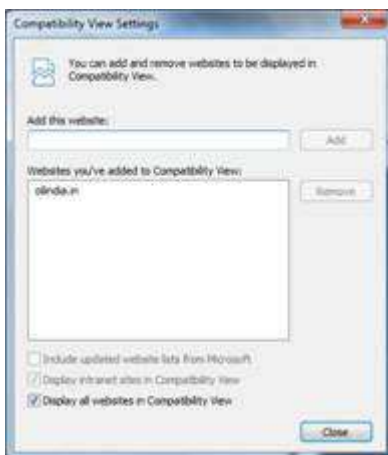 Compatibility View Settings
You can add and remove websites to be displayed in
Compatibility View.
Add this website:
Add
Websites you've added to Compatibility View:
Remove
Include updated website lists from Microsoft
Display intranet sites in Compatibility View
Display all websites in Compatibility View
Close